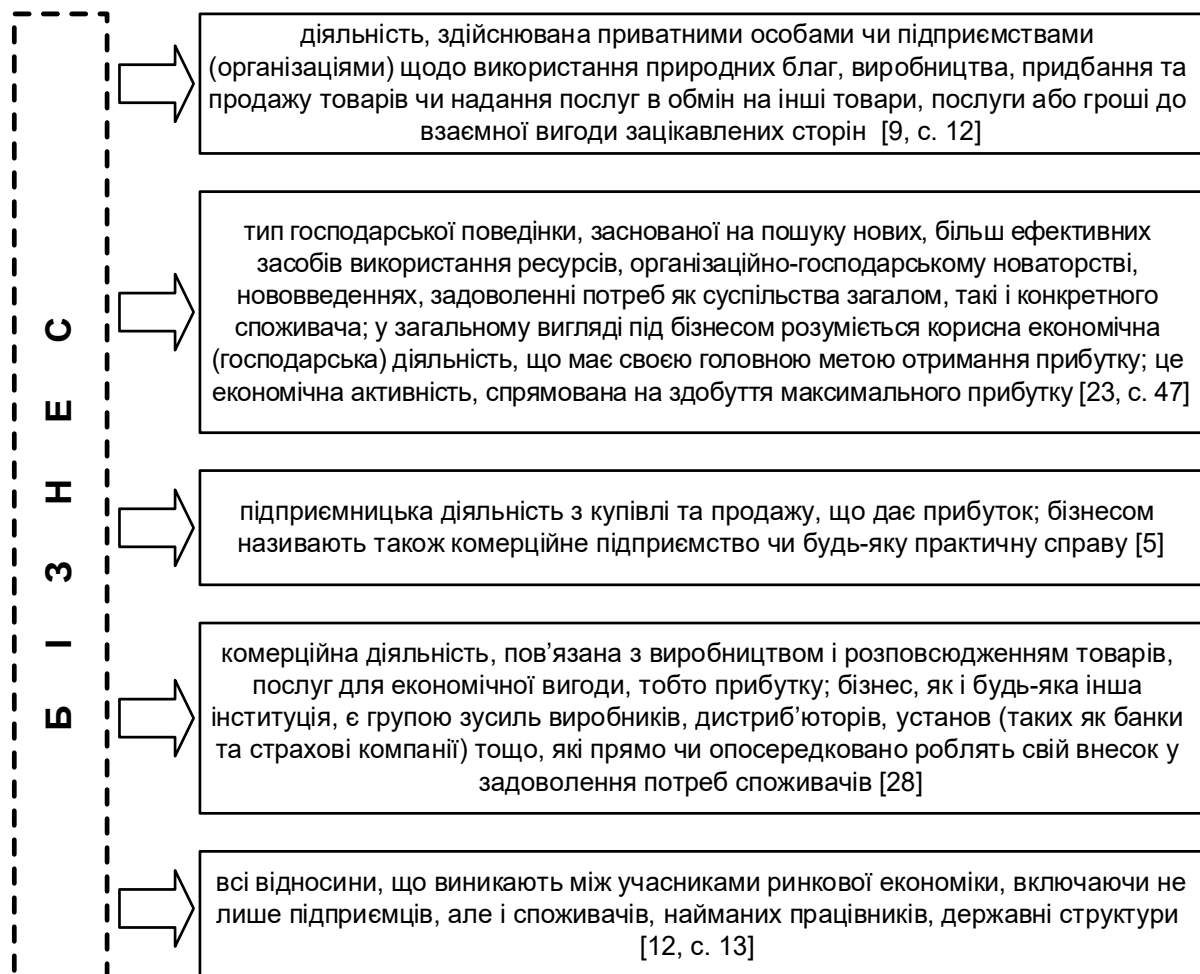 БІЗНЕС
діяльність, здійснювана приватними особами чи підприємствами
(організаціями) щодо використання природних благ, виробництва, придбання та
продажу товарів чи надання послуг в обмін на інші товари, послуги або гроші до
взаємної вигоди зацікавлених сторін [9, с. 12]
тип господарської поведінки, заснованої на пошуку нових, більш ефективних
засобів використання ресурсів, організаційно-господарському новаторстві,
нововведеннях, задоволенні потреб як суспільства загалом, такі і конкретного
споживача; у загальному вигляді під бізнесом розуміється корисна економічна
(господарська) діяльність, що має своєю головною метою отримання прибутку; це
економічна активність, спрямована на здобуття максимального прибутку [23, с. 47]
підприємницька діяльність з купівлі та продажу, що дає прибуток; бізнесом
називають також комерційне підприємство чи будь-яку практичну справу [5]
комерційна діяльність, пов’язана з виробництвом і розповсюдженням товарів,
послуг для економічної вигоди, тобто прибутку; бізнес, як і будь-яка інша
інституція, є групою зусиль виробників, дистриб’юторів, установ (таких як банки
та страхові компанії) тощо, які прямо чи опосередковано роблять свій внесок у
задоволення потреб споживачів [28]
всі відносини, що виникають між учасниками ринкової економіки, включаючи не
лише підприємців, але і споживачів, найманих працівників, державні структури
[12, с. 13]